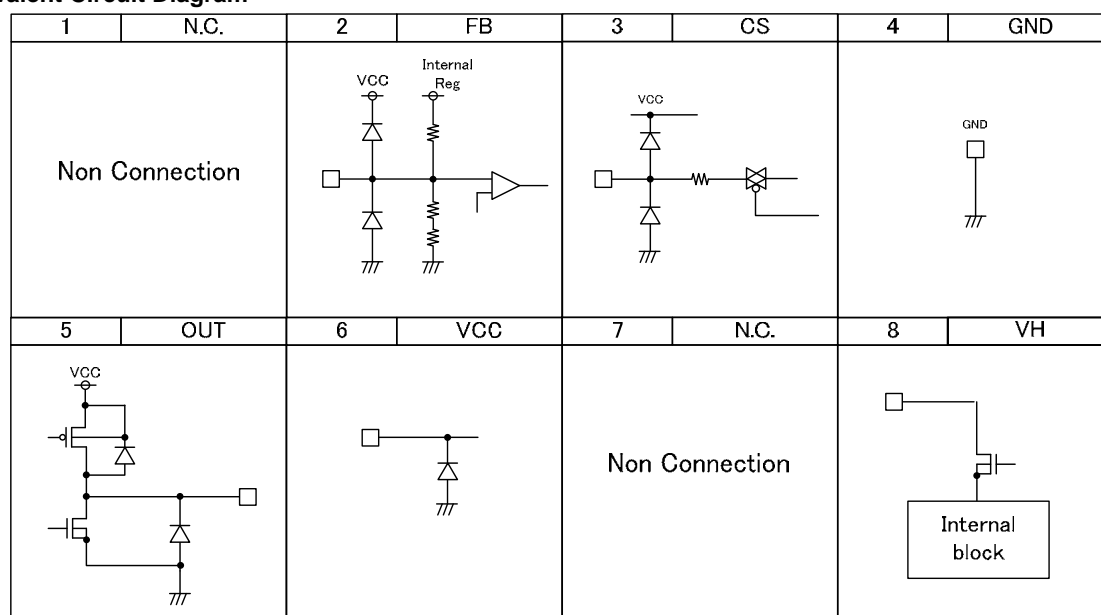 1 N.C. 2 FB 3 CS 4 GND
Non Connection
VCC
Internal
Reg
VCC
GND
5 OUT 6 VCC 7 N.C. 8 VH
VCC
Non Connection
Internal
block